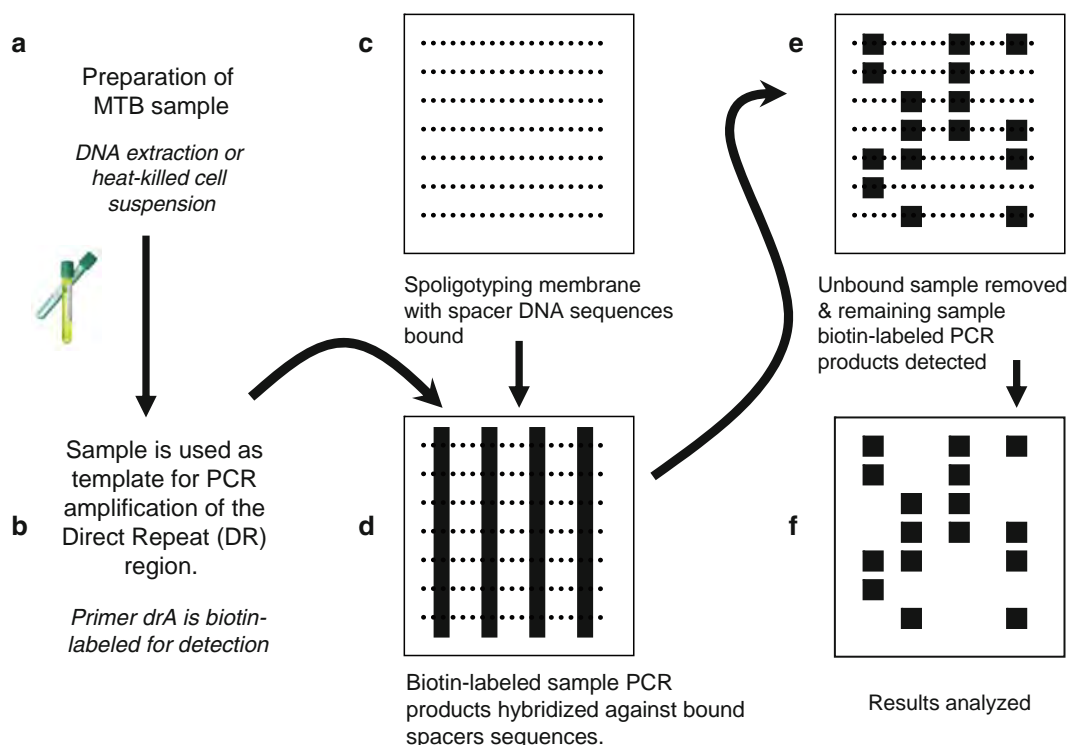 a
Preparation of
MTB sample
DNA extraction or
heat-killed cell
suspension
b
Sample is used as
template for PCR
amplification of the
Direct Repeat (DR)
region.
Primer drA is biotin-
labeled for detection
c
Spoligotyping membrane
with spacer DNA sequences
bound
d
Biotin-labeled sample PCR
products hybridized against bound
spacers sequences.
e
Unbound sample removed
& remaining sample
biotin-labeled PCR
products detected
f
Results analyzed